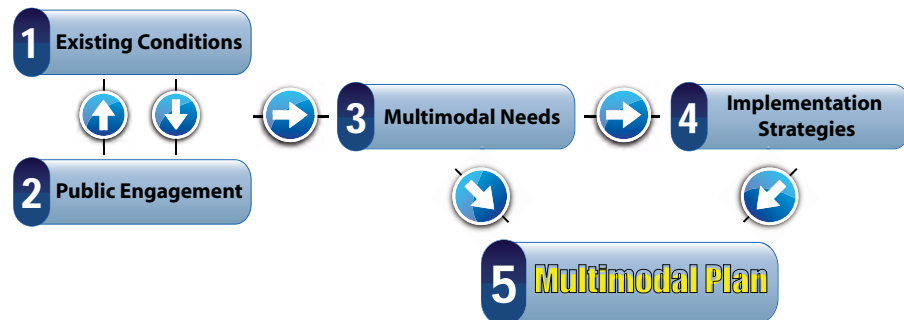 1 Existing Conditions
2 Public Engagement
3 Multimodal Needs
4 Implementation
Strategies
5 Multimodal Plan